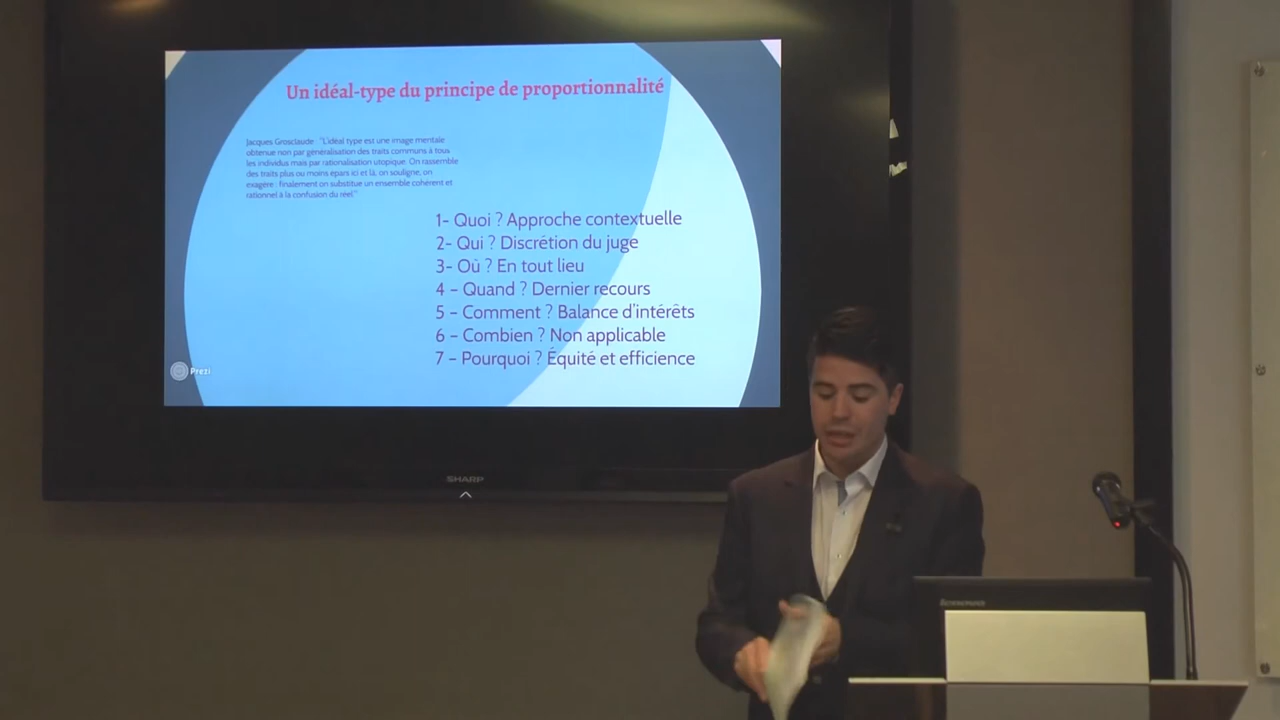 Un idéal-type du principe de proportionnalité
Jacques Grosclaude "L'idéal type est une image mentale
obtenue non par généralisation des traits communs à tous
les individus mais par rationalisation utopique. On rassemble
des traits plus ou moins épars ici et là, on souligne, on
exagère : finalement on substitue un ensemble cohérent et
rationnel à la confusion du réel."
1- Quoi ? Approche contextuelle
2- Qui ? Discrétion du juge
3- Où ? En tout lieu
4 – Quand ? Dernier recours
5 – Comment ? Balance d'intérêts
6 – Combien ? Non applicable
7 – Pourquoi ? Équité et efficience
Prezi
SHARP
lenovo